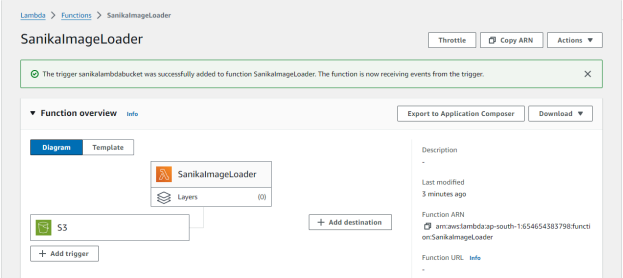 Lambda > Functions > SanikaImageLoader
SanikaImageLoader
Throttle
Copy ARN
Actions
The trigger sanikalambdabucket was successfully added to function SanikaImageLoader. The function is now receiving events from the trigger.
Function overview Info
Export to Application Composer
Download
Diagram
Template
SanikaImageLoader
Layers (0)
S3
+ Add trigger
+ Add destination
Description
-
Last modified
3 minutes ago
Function ARN
arn:aws:lambda:ap-south-1:654654383798:functi
on:SanikaImageLoader
Function URL Info
-